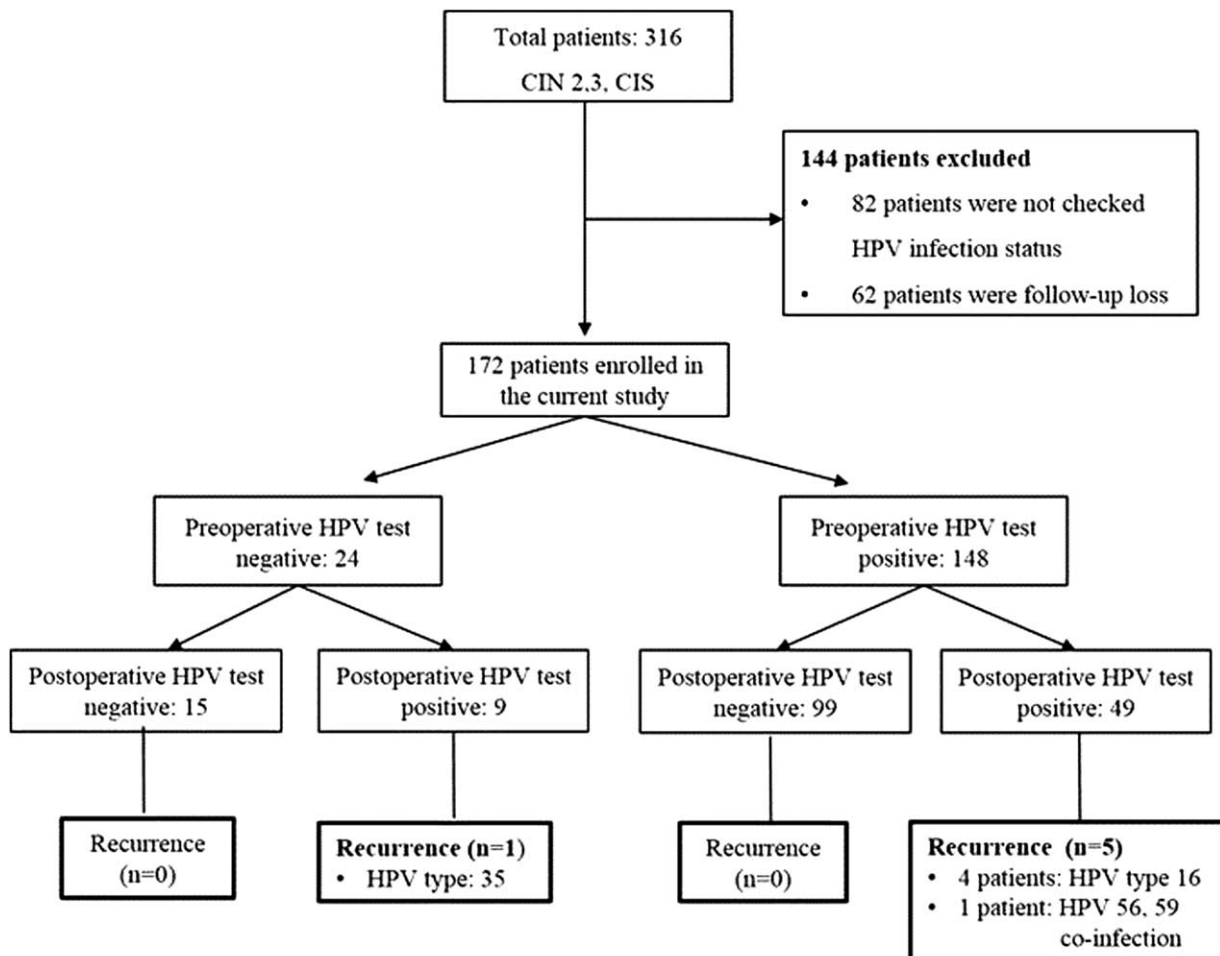 Total patients: 316
CIN 2,3, CIS
144 patients excluded
• 82 patients were not checked
HPV infection status
• 62 patients were follow-up loss
172 patients enrolled in
the current study
Preoperative HPV test
negative: 24
Preoperative HPV test
positive: 148
Postoperative HPV test
negative: 15
Postoperative HPV test
positive: 9
Postoperative HPV test
negative: 99
Postoperative HPV test
positive: 49
Recurrence
(n=0)
Recurrence (n=1)
• HPV type: 35
Recurrence
(n=0)
Recurrence (n=5)
• 4 patients: HPV type 16
• 1 patient: HPV 56, 59
co-infection